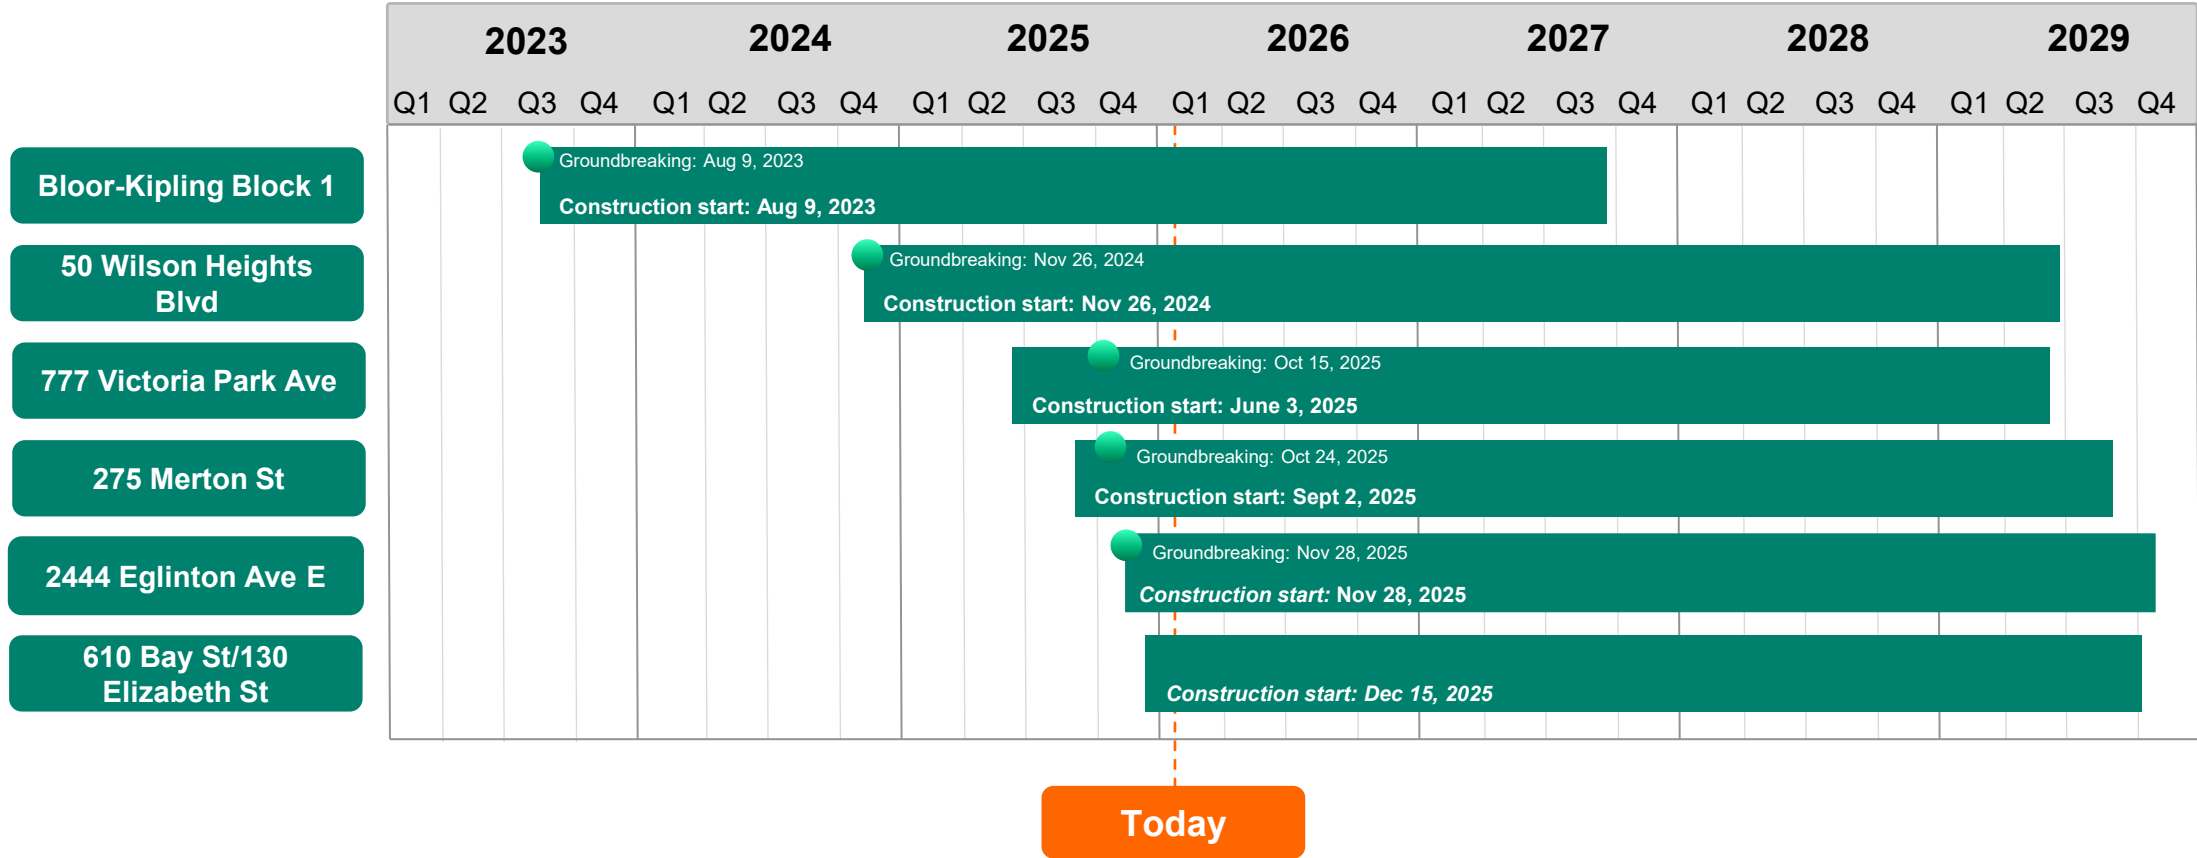 2023 2024 2025 2026 2027 2028 2029
Q1 Q2 Q3 Q4 Q1 Q2 Q3 Q4 Q1 Q2 Q3 Q4 Q1 Q2 Q3 Q4 Q1 Q2 Q3 Q4 Q1 Q2 Q3 Q4 Q1 Q2 Q3 Q4
Bloor-Kipling Block 1
Groundbreaking: Aug 9, 2023
Construction start: Aug 9, 2023
50 Wilson Heights
Blvd
Groundbreaking: Nov 26, 2024
Construction start: Nov 26, 2024
777 Victoria Park Ave
Groundbreaking: Oct 15, 2025
Construction start: June 3, 2025
275 Merton St
Groundbreaking: Oct 24, 2025
Construction start: Sept 2, 2025
2444 Eglinton Ave E
Groundbreaking: Nov 28, 2025
Construction start: Nov 28, 2025
610 Bay St/130
Elizabeth St
Construction start: Dec 15, 2025
Today